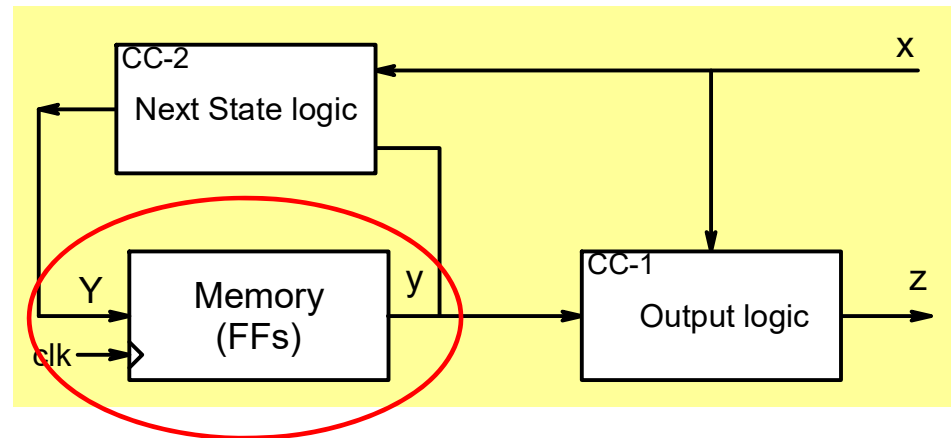 CC-2
Next State logic
x
Y
Memory
(FFs)
y
clk
CC-1
Output logic
z